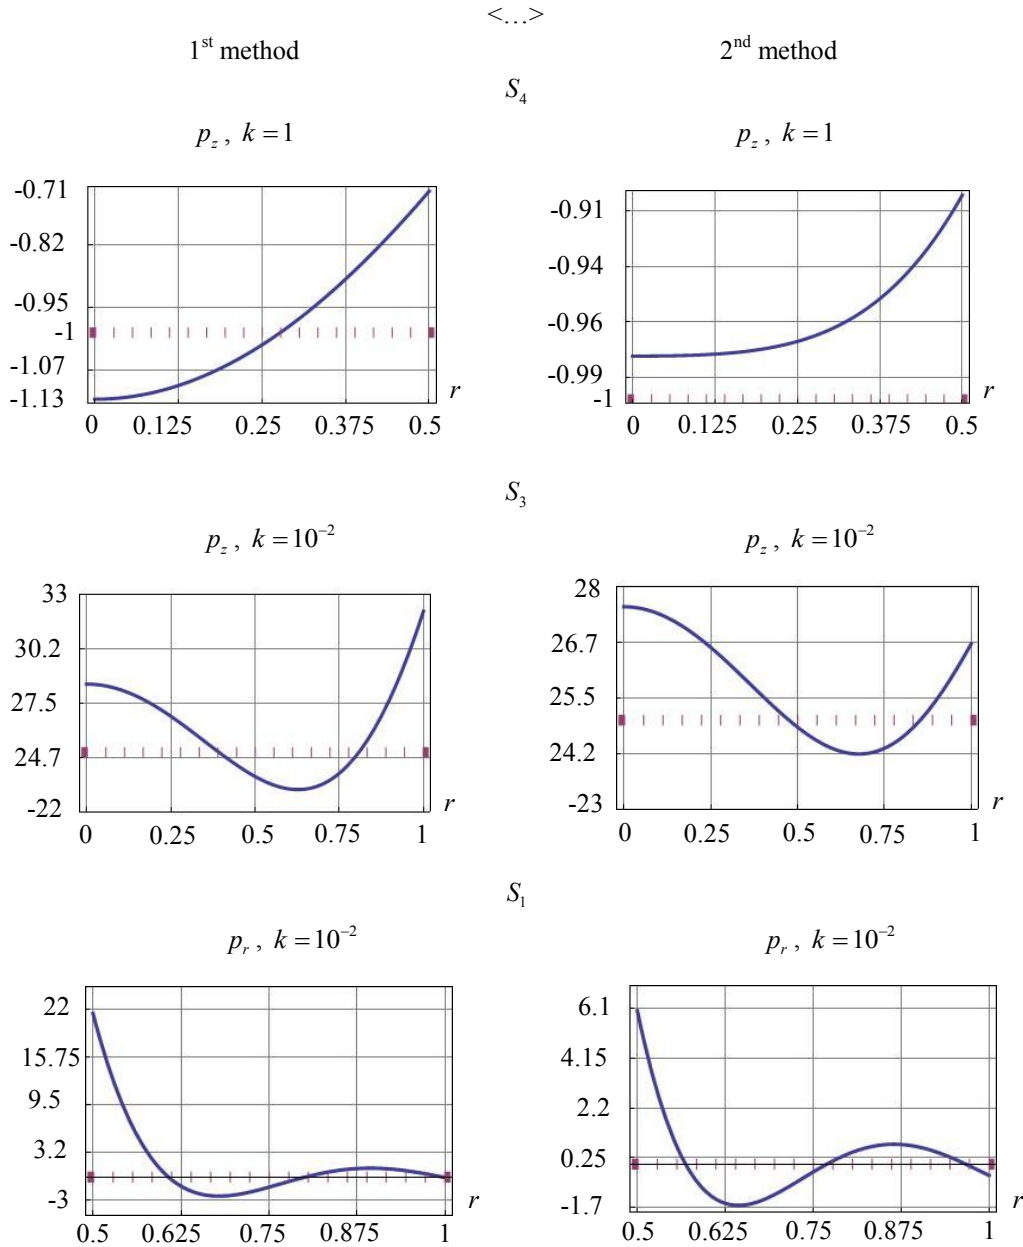 <...>
1st method 2nd method
S4
pz , k = 1 pz , k = 1
-0.71
-0.82
-0.95
-1
-1.07
-1.13
r
0 0.125 0.25 0.375 0.5
-0.91
-0.94
-0.96
-0.99
-1
r
0 0.125 0.25 0.375 0.5
S3
pz , k = 10−2 pz , k = 10−2
33
30.2
27.5
24.7
-22
r
0 0.25 0.5 0.75 1
28
26.7
25.5
24.2
-23
r
0 0.25 0.5 0.75 1
S1
pr , k = 10−2 pr , k = 10−2
22
15.75
9.5
3.2
-3
r
0.5 0.625 0.75 0.875 1
6.1
4.15
2.2
0.25
-1.7
r
0.5 0.625 0.75 0.875 1